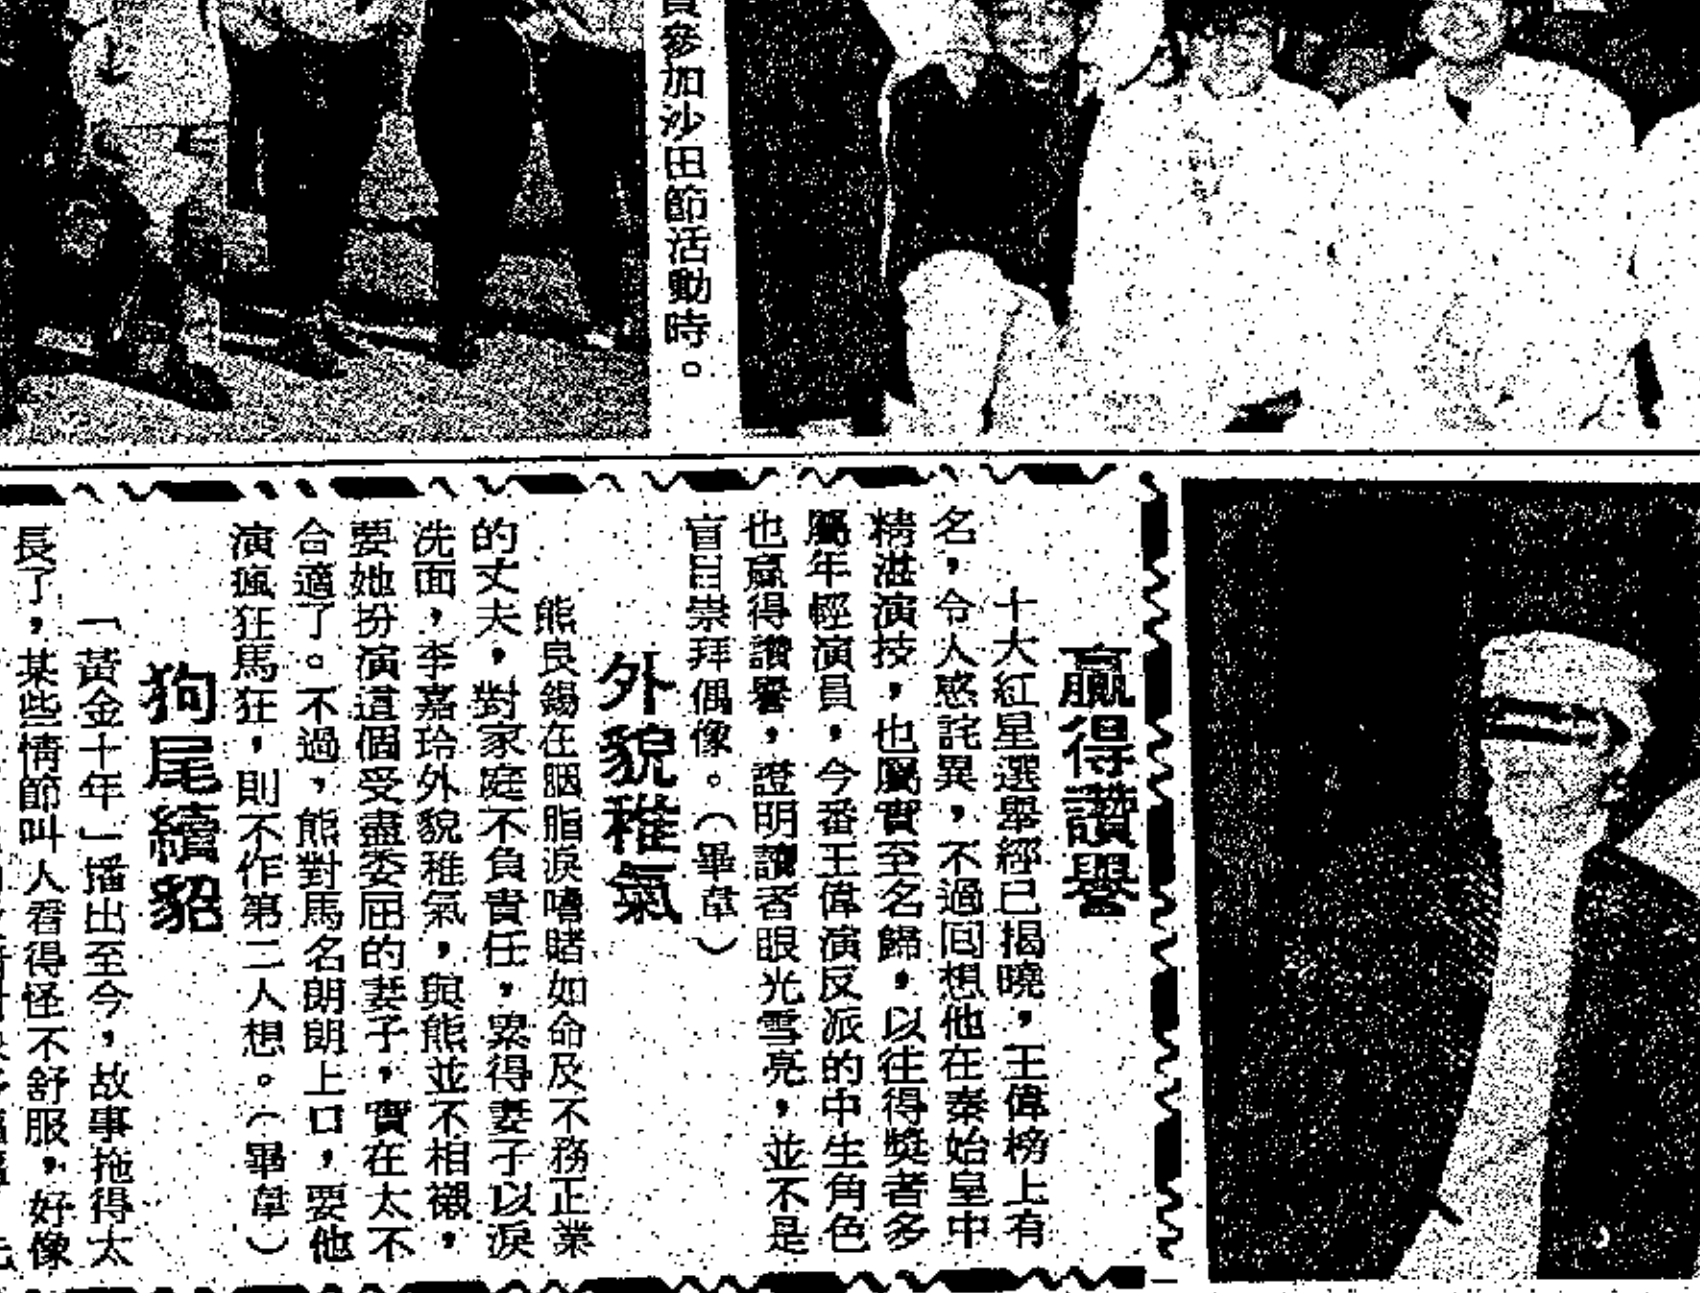 參加沙田節活動時。
贏得讚譽
十大紅星選舉經已揭曉，王偉榜上有
名，令人惑詫異，不過回想他在秦始皇中
精湛演技，也屬實至名歸，以往得獎者多
屬年輕演員，今番王偉演反派的中生角色
也贏得讚譽，證明讀者眼光雪亮，並不是
盲目崇拜偶像。（畢韋）
外貌稚氣
熊良錫在胭脂淚嗜賭如命及不務正業
的丈夫，對家庭不負責任，累得妻子以淚
洗面，李嘉玲外貌稚氣，與熊並不相襯，
要她扮演這個受盡委屈的妻子，實在太不
合適了。不過，熊對馬名朗朗上口，要他
演瘋狂馬狂，則不作第二人想。（畢韋）
狗尾續貂
「黃金十年」播出至今，故事拖得太
長了，某些情節叫人看得怪不舒服，好像